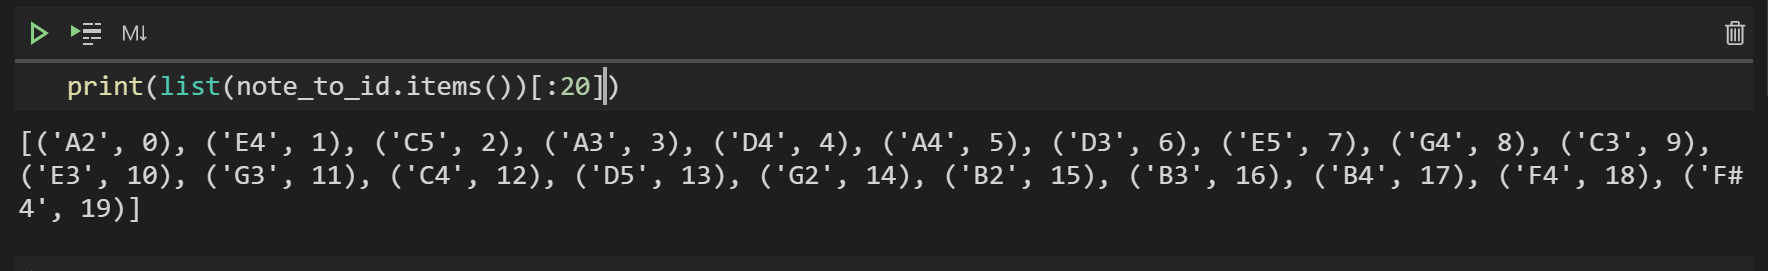 M↓
print(list(note_to_id.items())[:20])
[('A2', 0), ('E4', 1), ('C5', 2), ('A3', 3), ('D4', 4), ('A4', 5), ('D3', 6), ('E5', 7), ('G4', 8), ('C3', 9),
('E3', 10), ('G3', 11), ('C4', 12), ('D5', 13), ('G2', 14), ('B2', 15), ('B3', 16), ('B4', 17), ('F4', 18), ('F#
4', 19)]